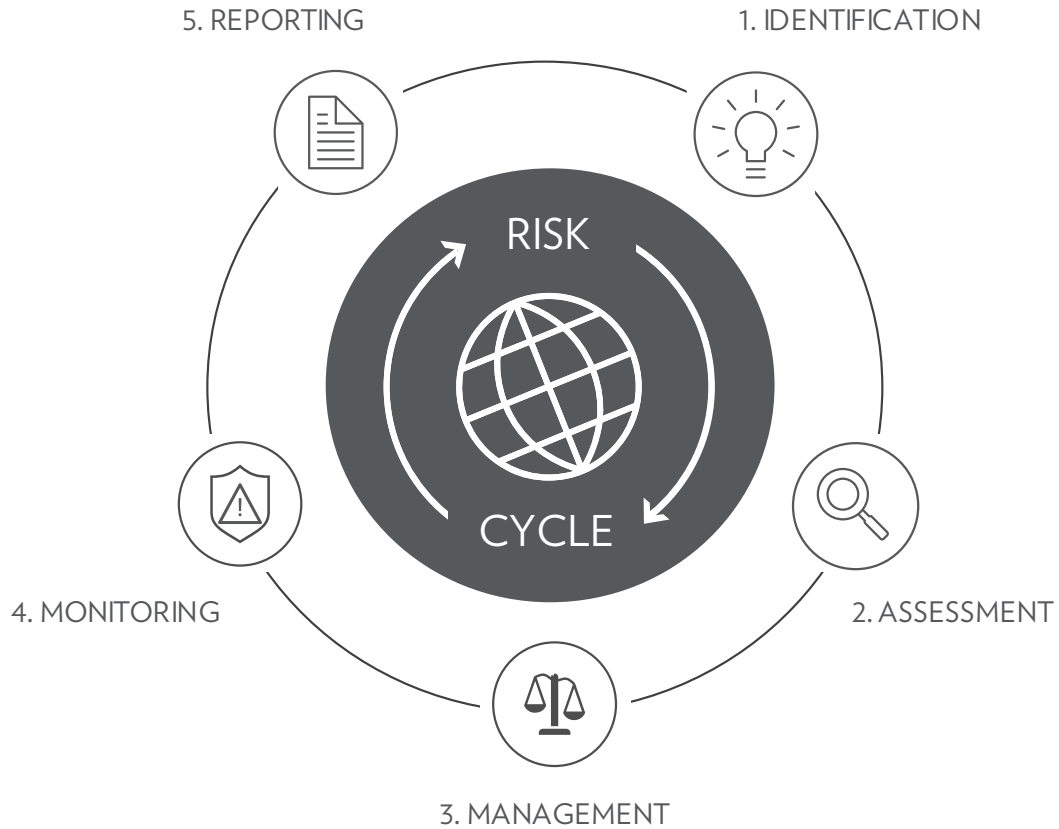 5. REPORTING
1. IDENTIFICATION
RISK
CYCLE
4. MONITORING
2. ASSESSMENT
3. MANAGEMENT